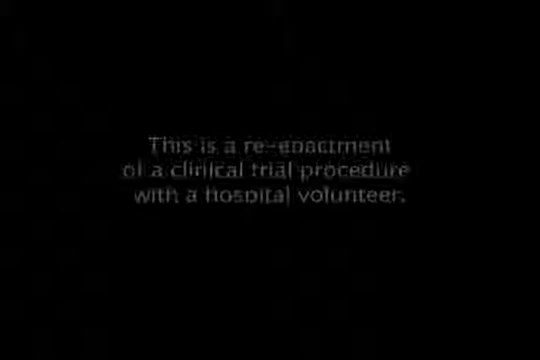 This is a re-enactment
of a clinical trial procedure
with a hospital volunteer.